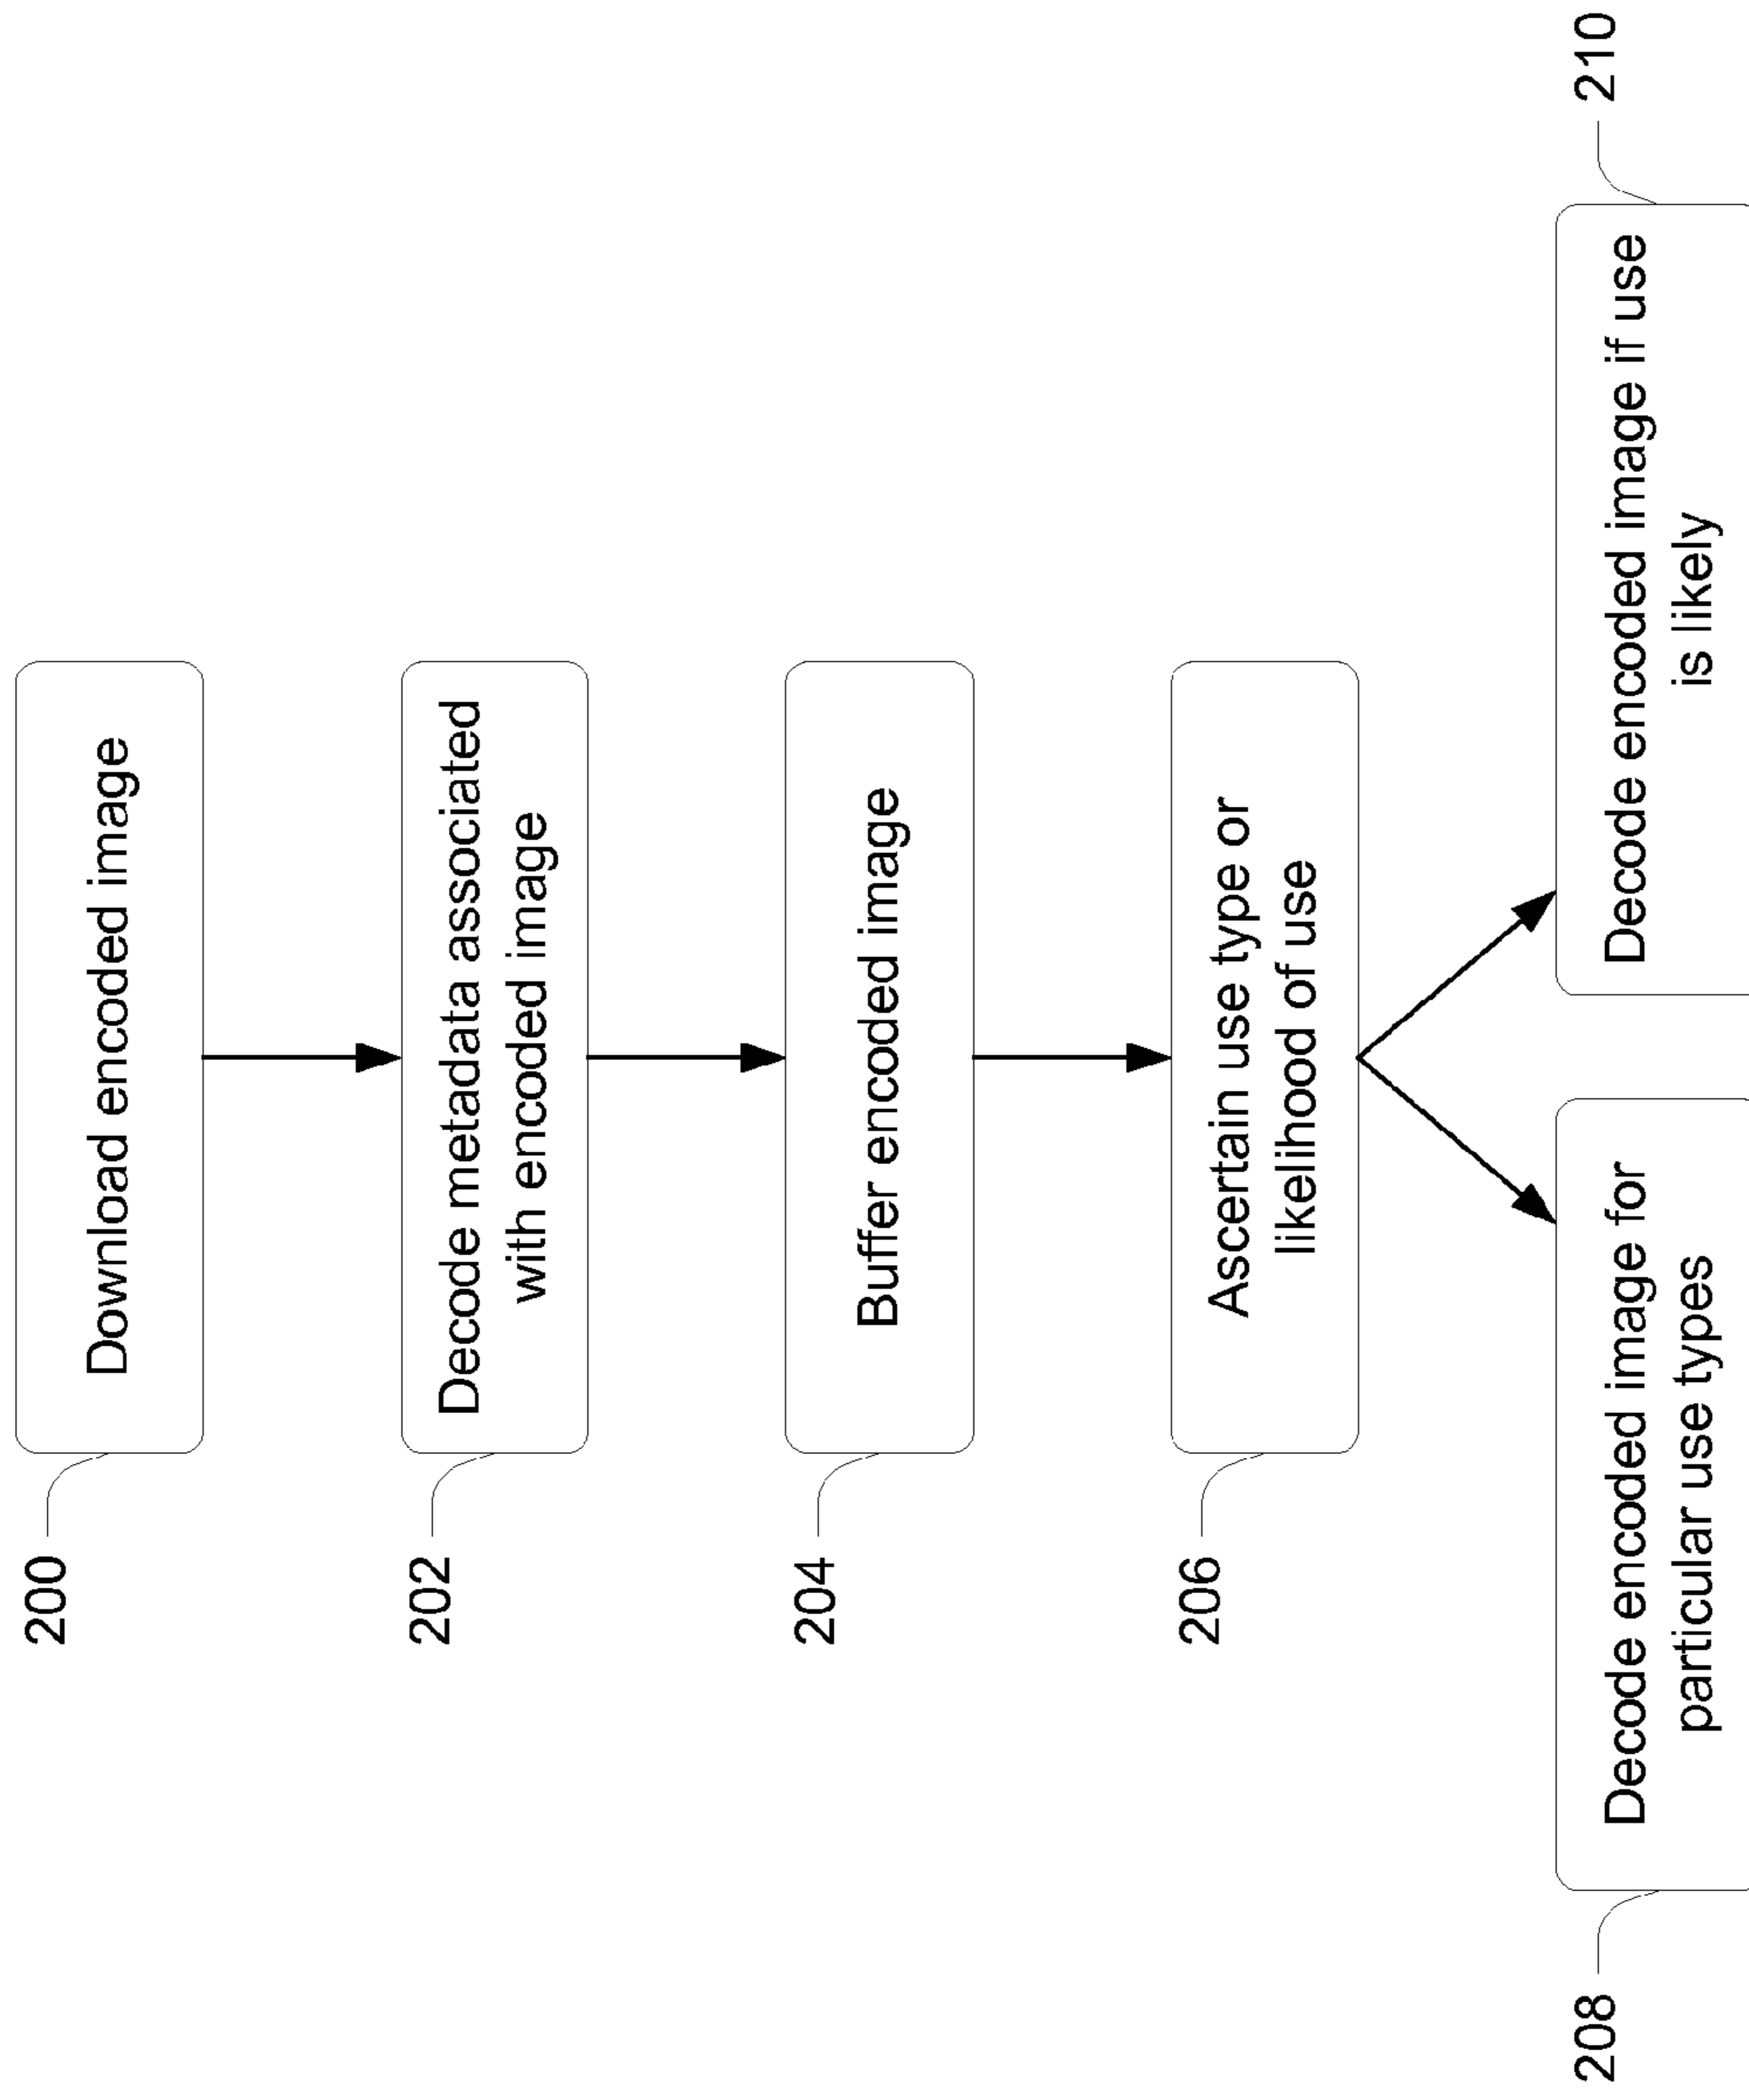 200
Download encoded image
202
Decode metadata associated
with encoded image
204
Buffer encoded image
206
Ascertain use type or
likelihood of use
208
Decode encoded image for
particular use types
Decode encoded image if use
is likely
210